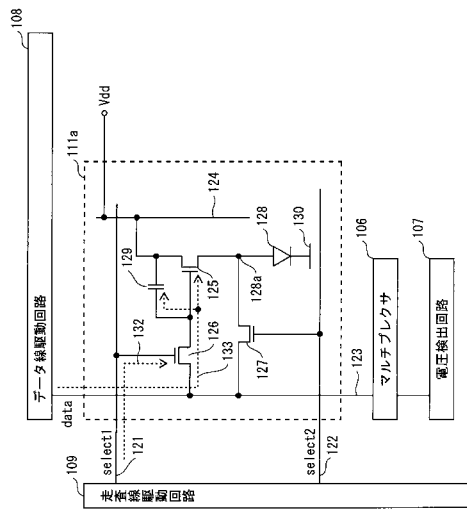 108
データ線駆動回路
data
Vdd
111a
124
129
125
128
130
128a
132
126
133
127
select1
121
select2
122
109
走査線駆動回路
123
106
マルチプレクサ
107
電圧検出回路